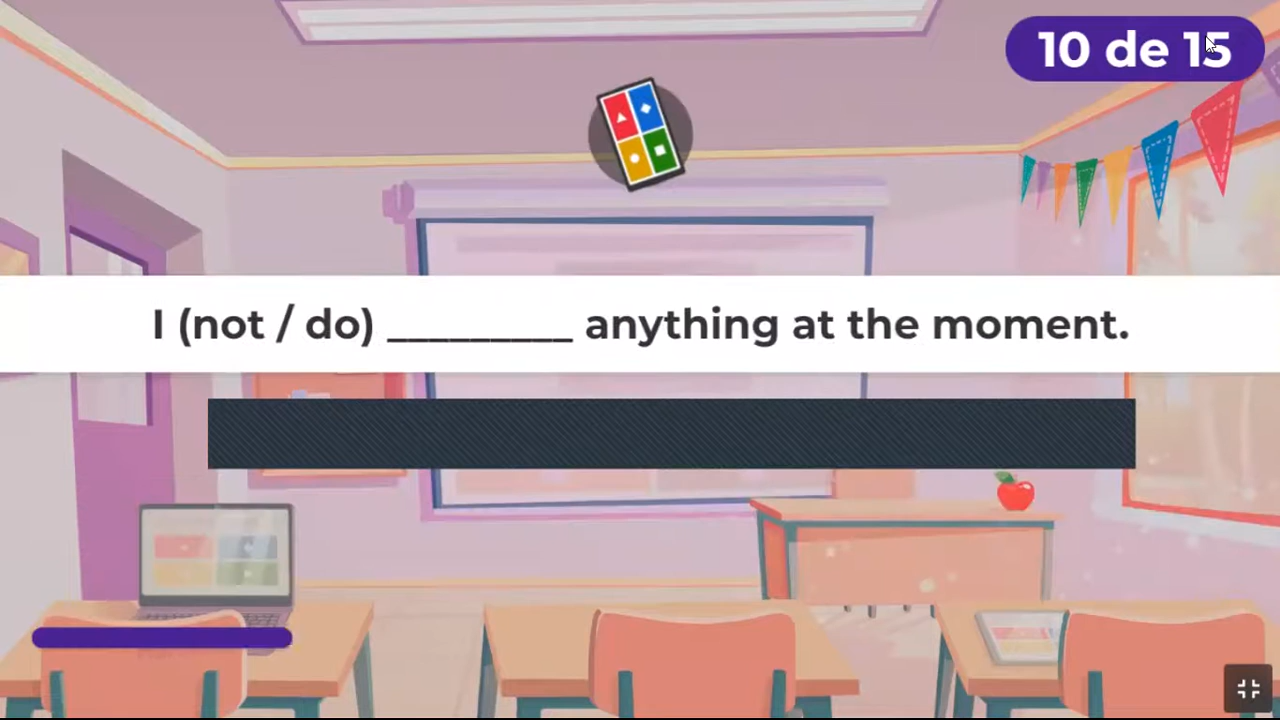 10 de 15
I (not / do) _________ anything at the moment.